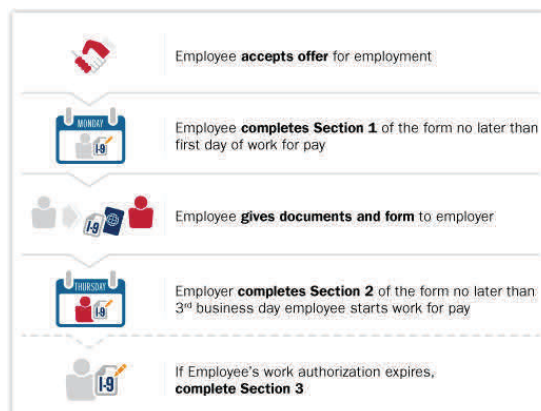 Employee accepts offer for employment
MONDAY
I-9
Employee completes Section 1 of the form no later than
first day of work for pay
I-9
Employee gives documents and form to employer
THURSDAY
I-9
Employer completes Section 2 of the form no later than
3rd business day employee starts work for pay
I-9
If Employee's work authorization expires,
complete Section 3